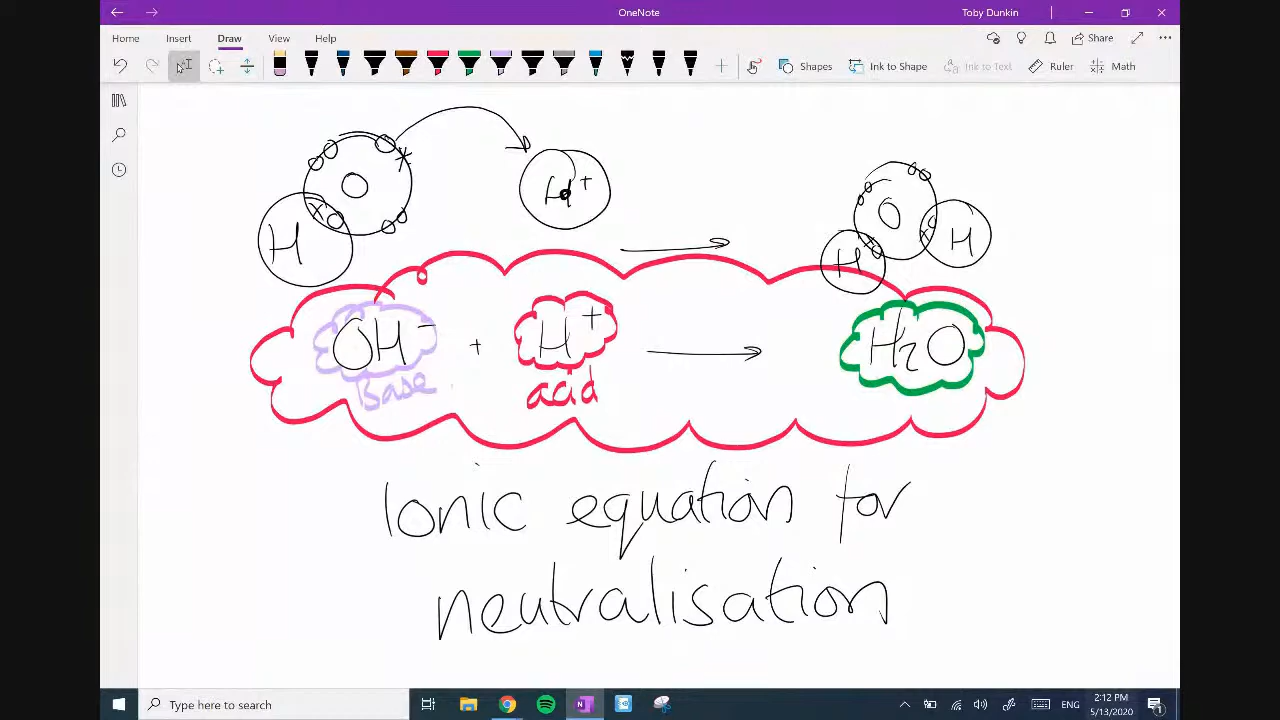 OneNote
Toby Dunkin
Home Insert Draw View Help
Share
Shapes Ink to Shape Ink to Text Ruler Math
O H H+ O H H
OH- + H+ → H2O
Base acid
Ionic equation for
neutralisation
Type here to search
ENG
2:12 PM
5/13/2020
1